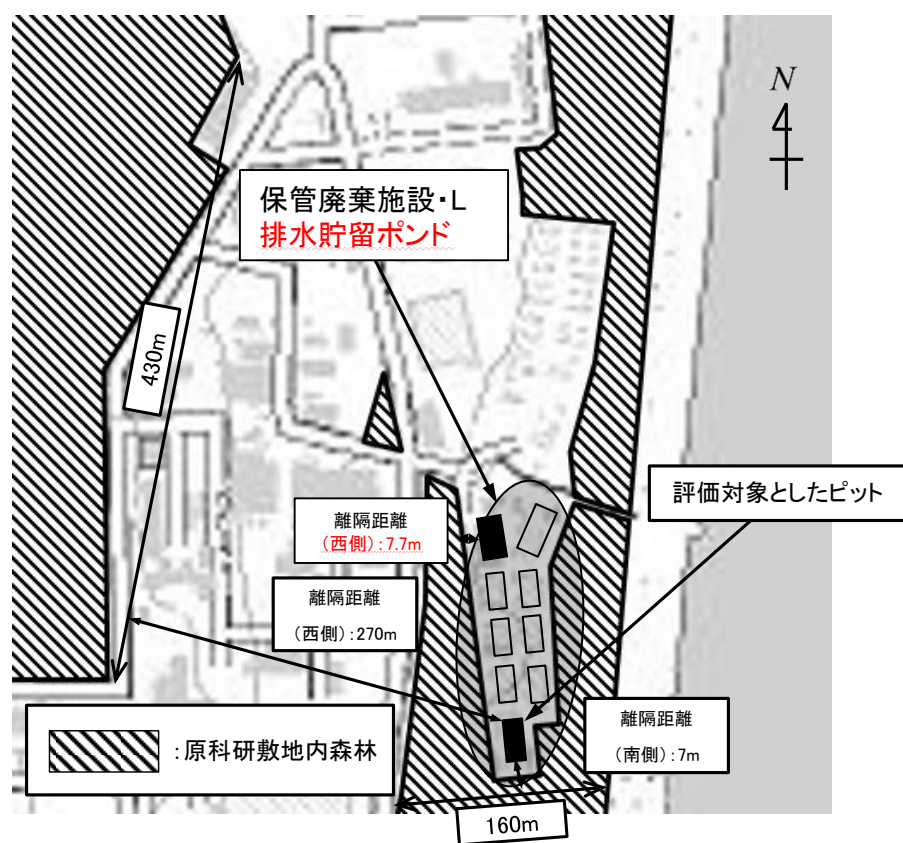 N
保管廃棄施設・L
排水貯留ポンド
430m
評価対象としたピット
離隔距離
(西側):7.7m
離隔距離
(西側):270m
離隔距離
(南側):7m
:原科研敷地内森林
160m